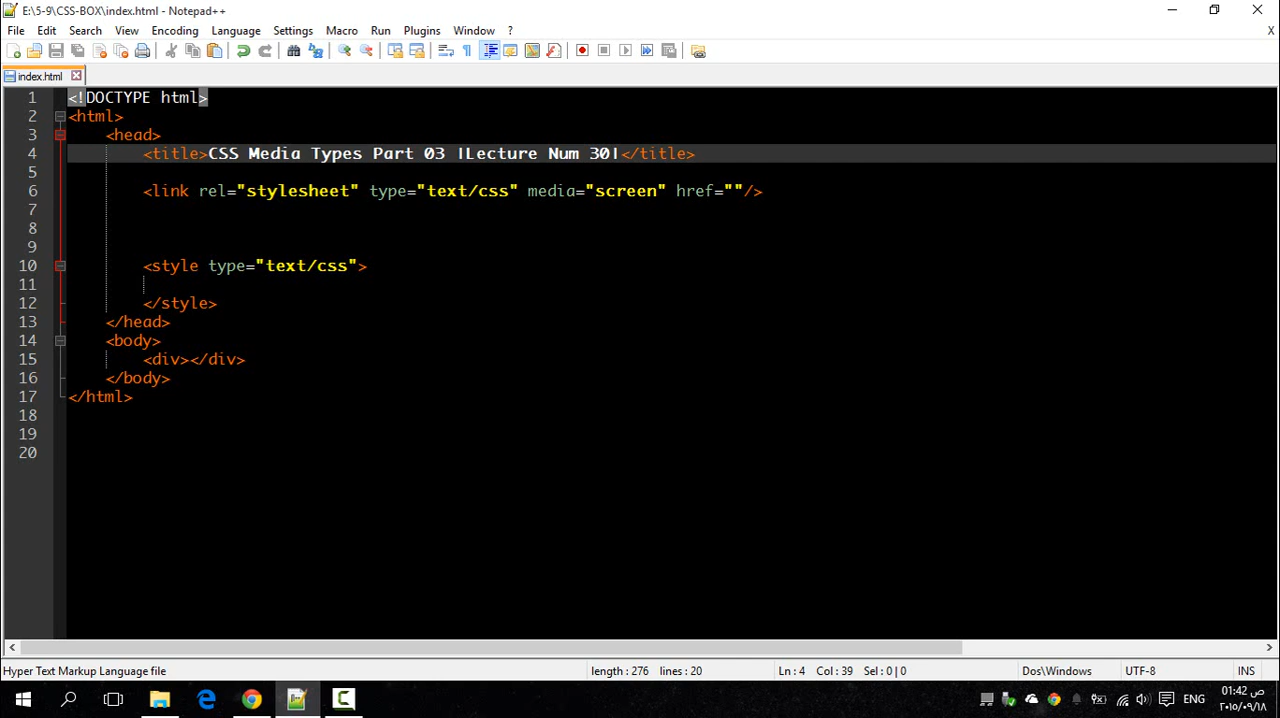 E:\5-9\CSS-BOX\index.html - Notepad++
File Edit Search View Encoding Language Settings Macro Run Plugins Window ? X
index.html
1 <!DOCTYPE html>
2 <html>
3 <head>
4 <title>CSS Media Types Part 03 |Lecture Num 30|</title>
5
6 <link rel="stylesheet" type="text/css" media="screen" href=""/>
7
8
9
10 <style type="text/css">
11
12 </style>
13 </head>
14 <body>
15 <div></div>
16 </body>
17 </html>
18
19
20
Hyper Text Markup Language file length : 276 lines : 20 Ln : 4 Col : 39 Sel : 0 | 0 Dos\Windows UTF-8 INS
ENG
01:42 ص
٢٠١٥/٠٩/١٨